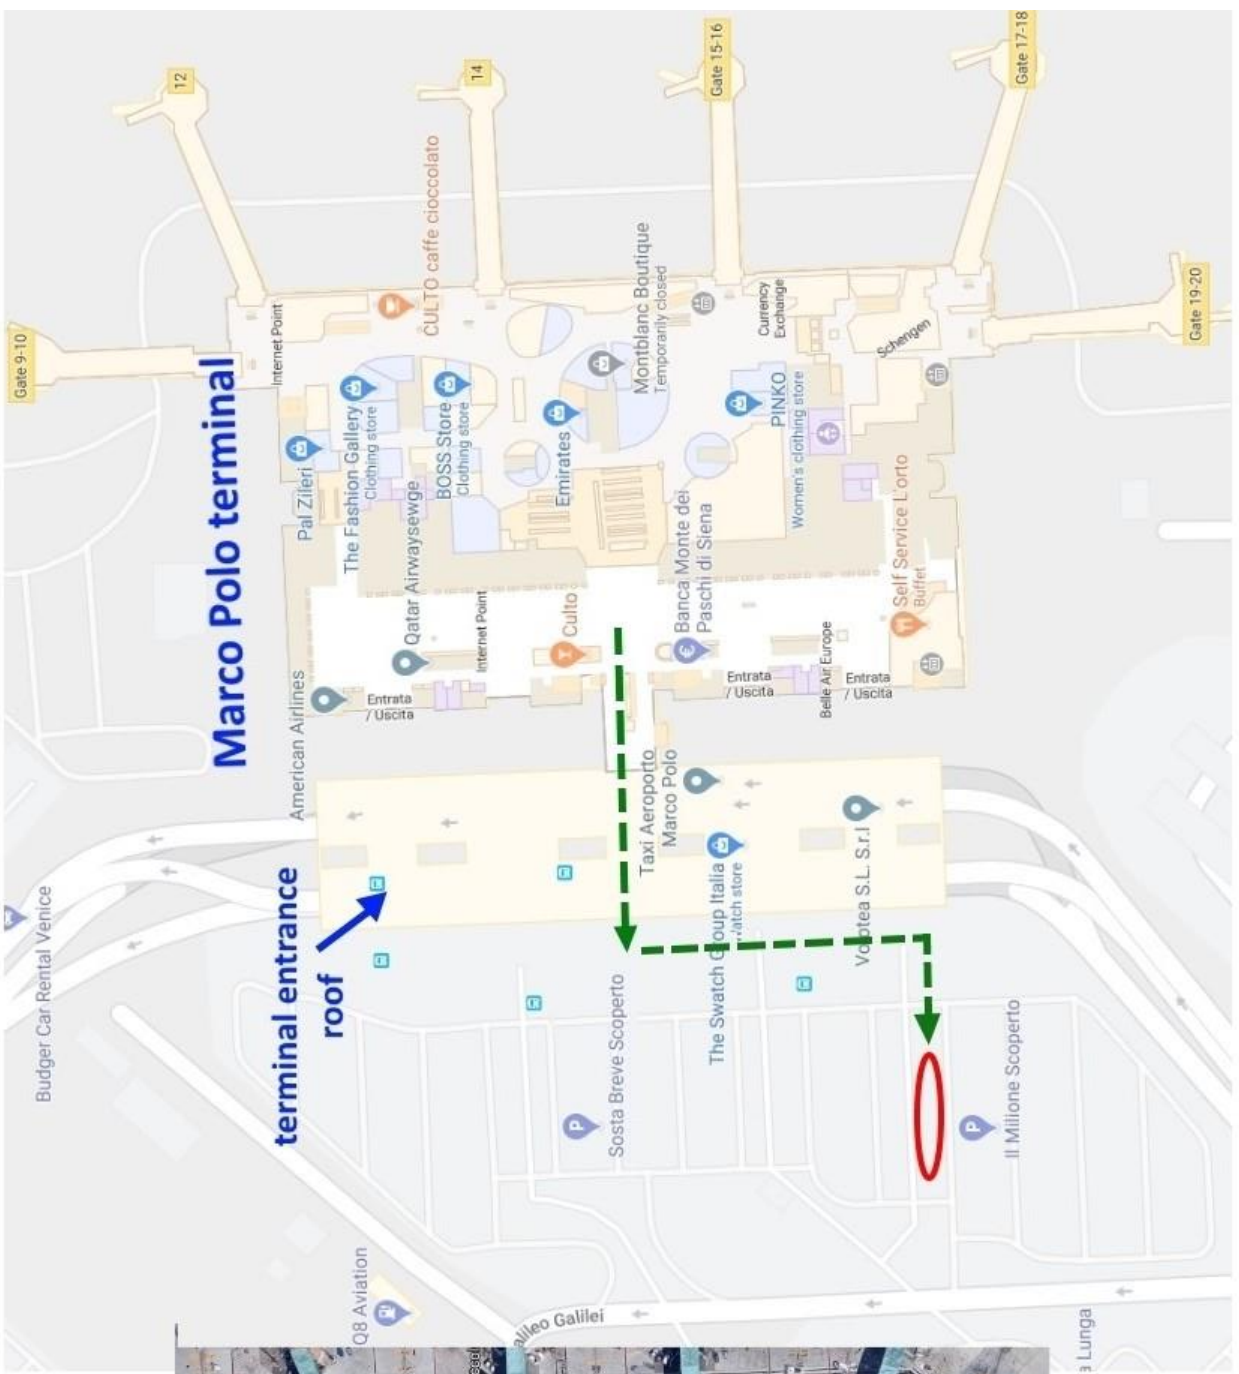 12
14
Gate 15-16
Gate 17-18
Gate 9-10
Gate 19-20
Marco Polo terminal
Internet Point
CULTO caffe cioccolato
Montblanc Boutique
Temporarily closed
Currency
Exchange
Schengen
Pal Zileri
The Fashion Gallery
Clothing store
BOSS Store
Clothing store
Emirates
PINKO
Women's clothing store
Qatar Airwaysewge
Internet Point
Culto
Banca Monte dei
Paschi di Siena
Self Service L'orto
Buffet
American Airlines
Entrata
/ Uscita
Entrata
/ Uscita
Belle Air Europe
Entrata
/ Uscita
Taxi Aeroporto
Marco Polo
The Swatch Group Italia
Watch store
Volotea S.L. S.r.l
terminal entrance
roof
Budger Car Rental Venice
P
Sosta Breve Scoperto
P
Il Milione Scoperto
Q8 Aviation
alileo Galilei
a Lunga